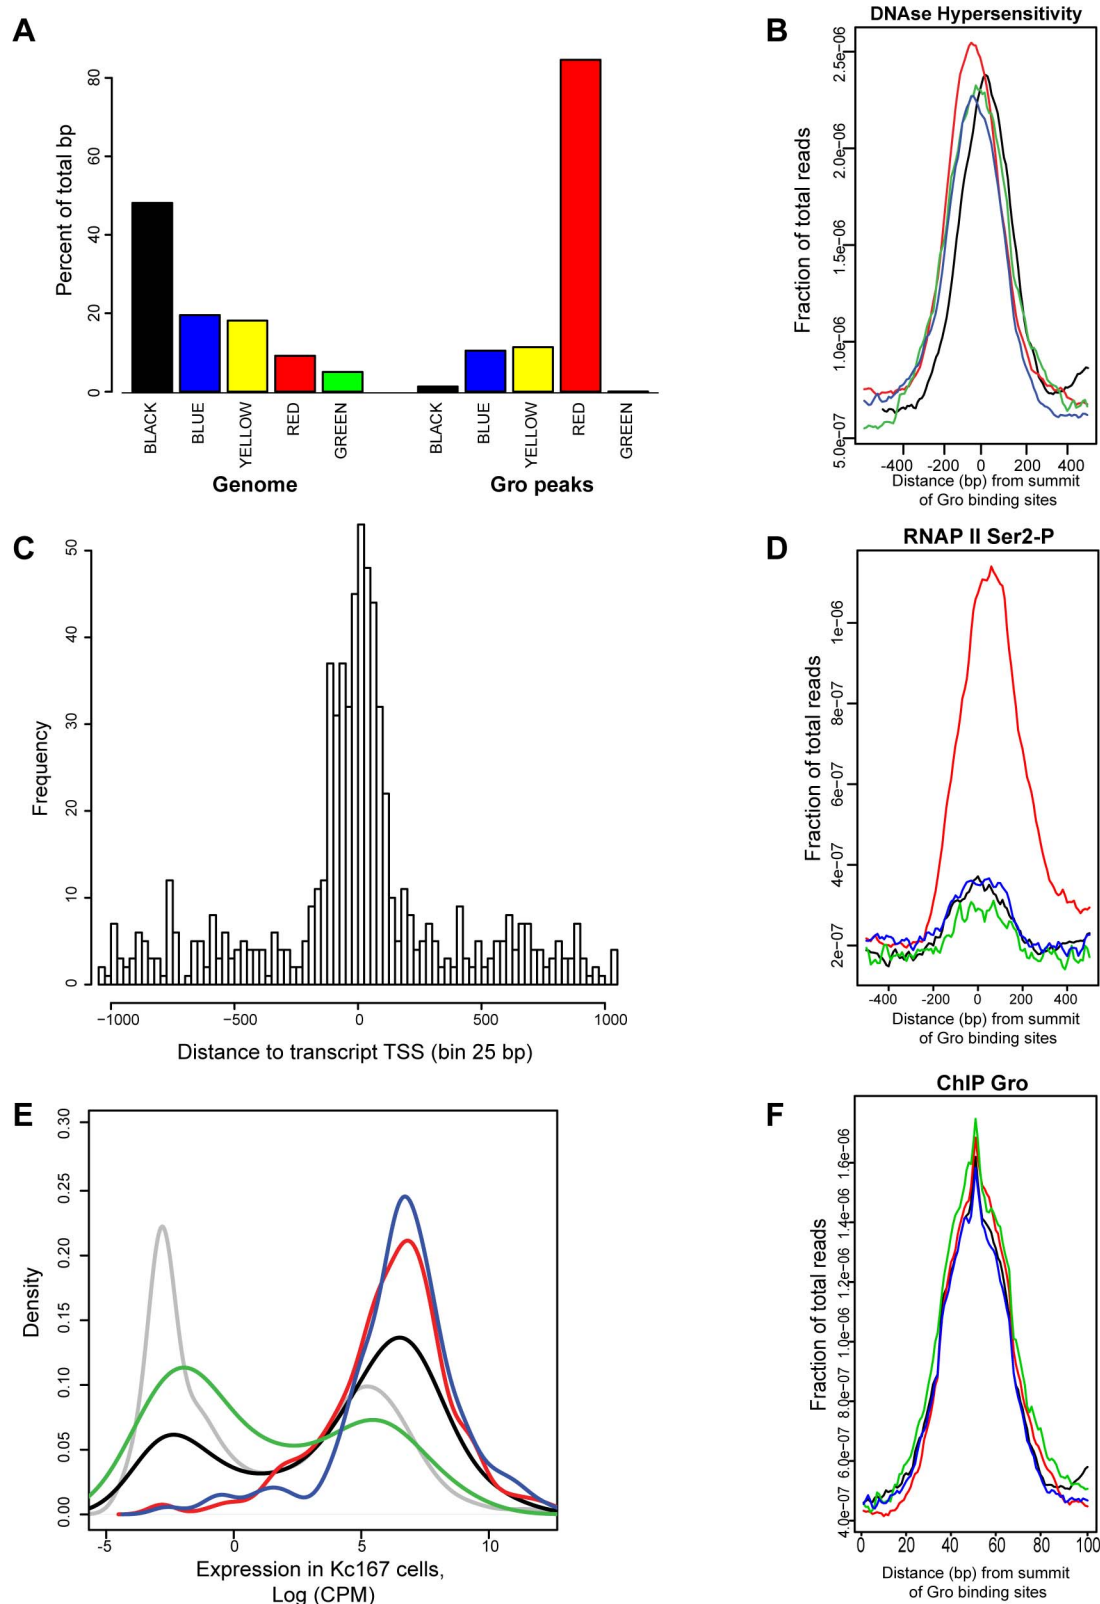 A
Percent of total bp
0
20
40
60
80
BLACK
BLUE
YELLOW
RED
GREEN
BLACK
BLUE
YELLOW
RED
GREEN
Genome
Gro peaks
B
DNAse Hypersensitivity
Fraction of total reads
5.0e−07
1.0e−06
1.5e−06
2.0e−06
2.5e−06
-400 -200 0 200 400
Distance (bp) from summit
of Gro binding sites
C
Frequency
0
10
20
30
40
50
−1000 −500 0 500 1000
Distance to transcript TSS (bin 25 bp)
D
RNAP II Ser2-P
Fraction of total reads
2e−07
4e−07
6e−07
8e−07
1e−06
-400 -200 0 200 400
Distance (bp) from summit
of Gro binding sites
E
Density
0.00
0.05
0.10
0.15
0.20
0.25
0.30
-5 0 5 10
Expression in Kc167 cells,
Log (CPM)
F
ChIP Gro
Fraction of total reads
4.0e−07
6.0e−07
8.0e−07
1.0e−06
1.2e−06
1.4e−06
1.6e−06
0 20 40 60 80 100
Distance (bp) from summit
of Gro binding sites